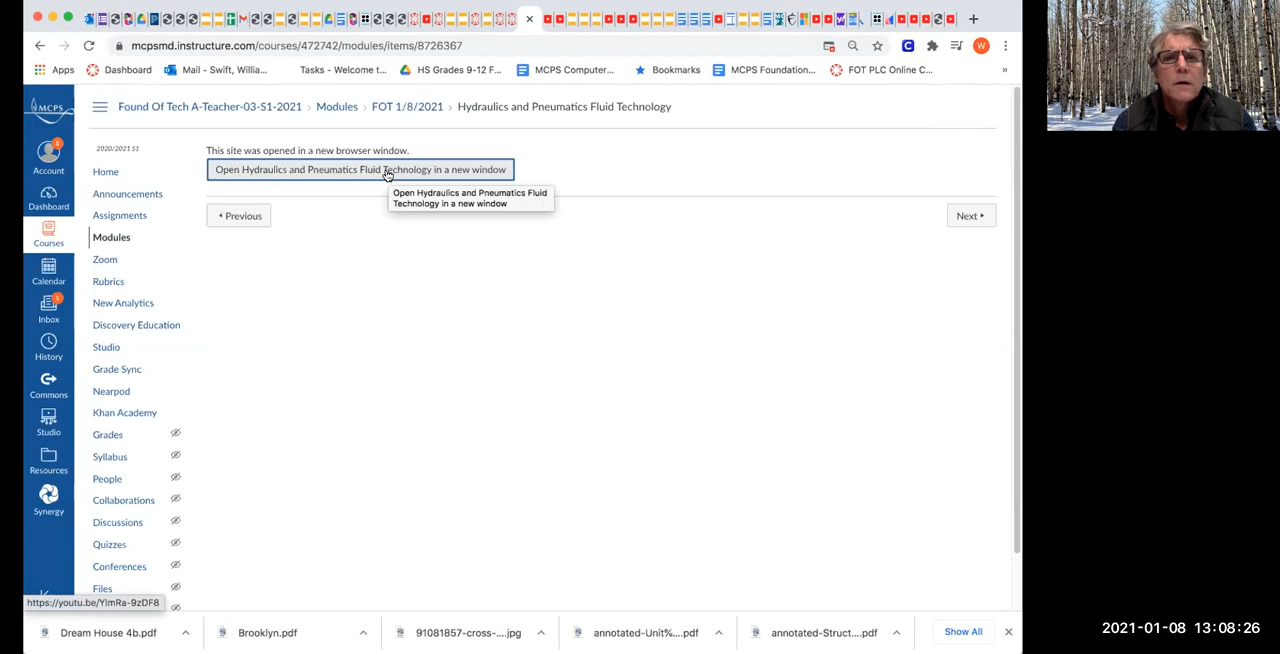 mcpsmd.instructure.com/courses/472742/modules/items/8726367
W
Apps
Dashboard
Mail - Swift, Willia...
Tasks - Welcome t...
HS Grades 9-12 F...
MCPS Computer...
Bookmarks
MCPS Foundation...
FOT PLC Online C...
»
MCPS
Found Of Tech A-Teacher-03-S1-2021 › Modules › FOT 1/8/2021 › Hydraulics and Pneumatics Fluid Technology
8
Account
Dashboard
Courses
Calendar
1
Inbox
History
Commons
Studio
Resources
Synergy
2020/2021 S1
Home
Announcements
Assignments
Modules
Zoom
Rubrics
New Analytics
Discovery Education
Studio
Grade Sync
Nearpod
Khan Academy
Grades
Syllabus
People
Collaborations
Discussions
Quizzes
Conferences
Files
This site was opened in a new browser window.
Open Hydraulics and Pneumatics Fluid Technology in a new window
Open Hydraulics and Pneumatics Fluid
Technology in a new window
Previous
Next
https://youtu.be/YlmRa-9zDF8
Dream House 4b.pdf
Brooklyn.pdf
91081857-cross-....jpg
annotated-Unit%....pdf
annotated-Struct....pdf
Show All
2021-01-08 13:08:26